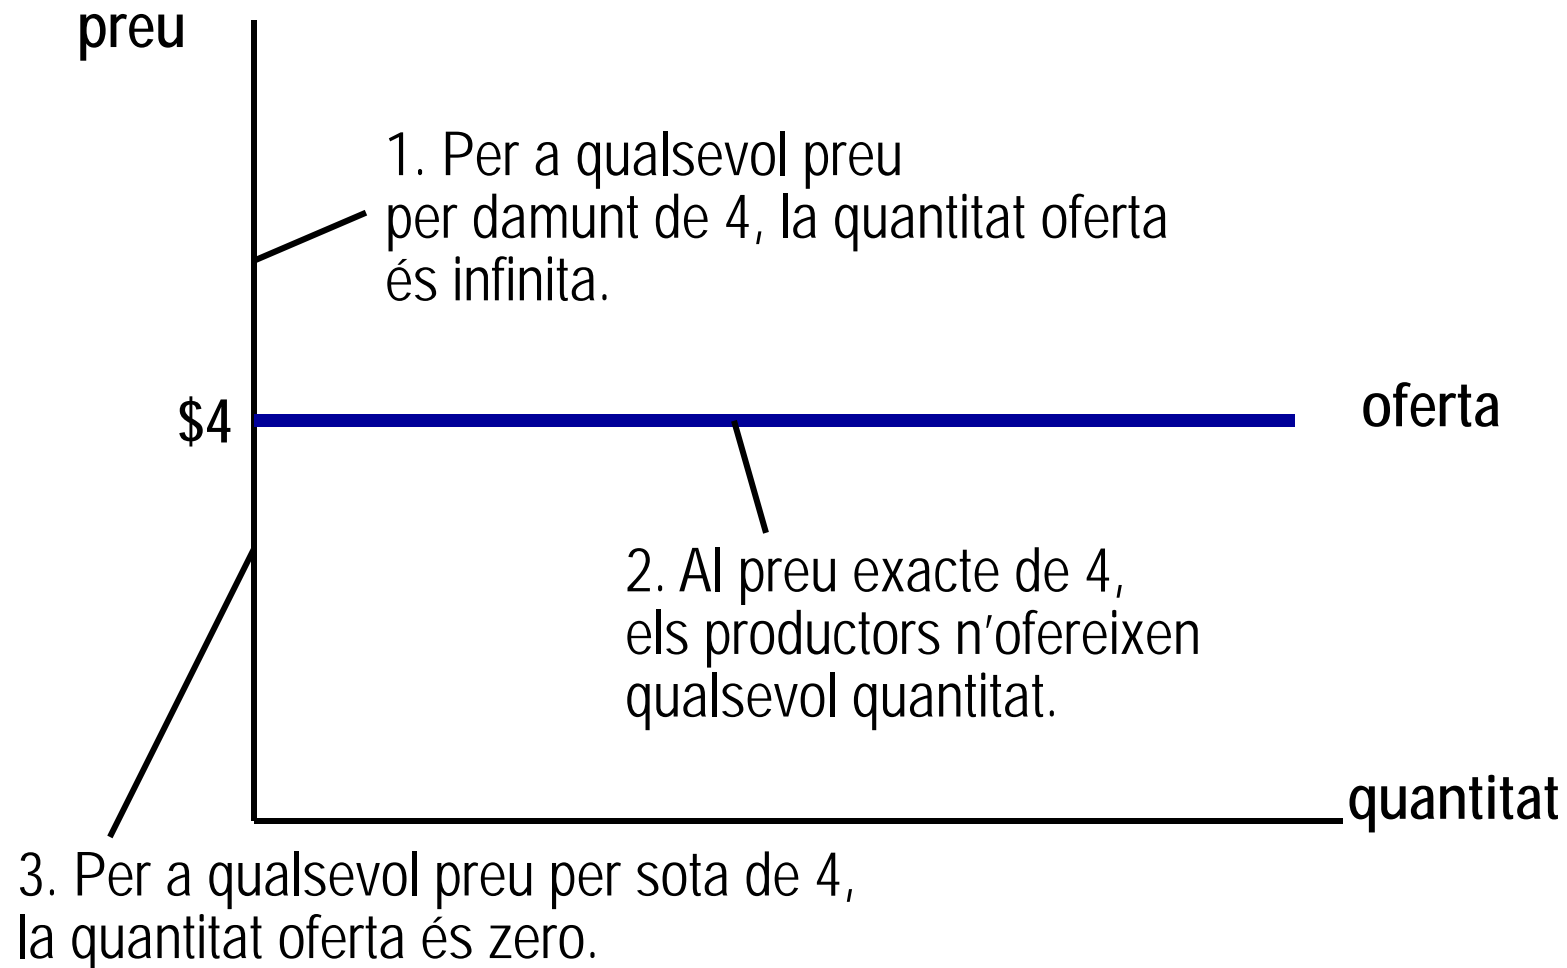 preu
1. Per a qualsevol preu
per damunt de 4, la quantitat oferta
és infinita.
$4
oferta
2. Al preu exacte de 4,
els productors n'ofereixen
qualsevol quantitat.
quantitat
3. Per a qualsevol preu per sota de 4,
la quantitat oferta és zero.